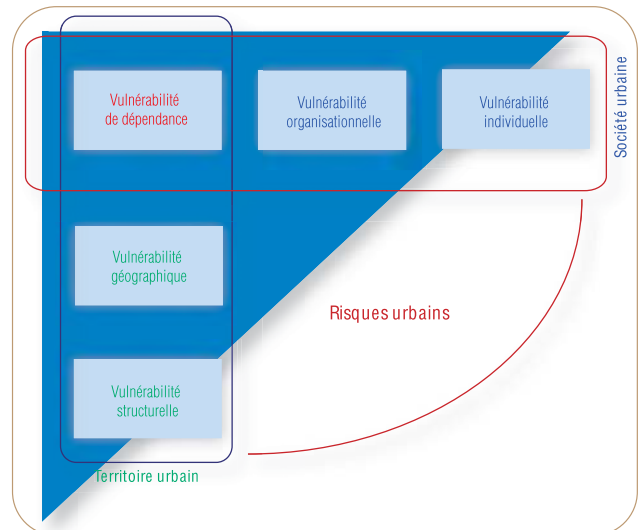 Vulnérabilité
de dépendance
Vulnérabilité
organisationnelle
Vulnérabilité
individuelle
Société urbaine
Vulnérabilité
géographique
Risques urbains
Vulnérabilité
structurelle
Territoire urbain